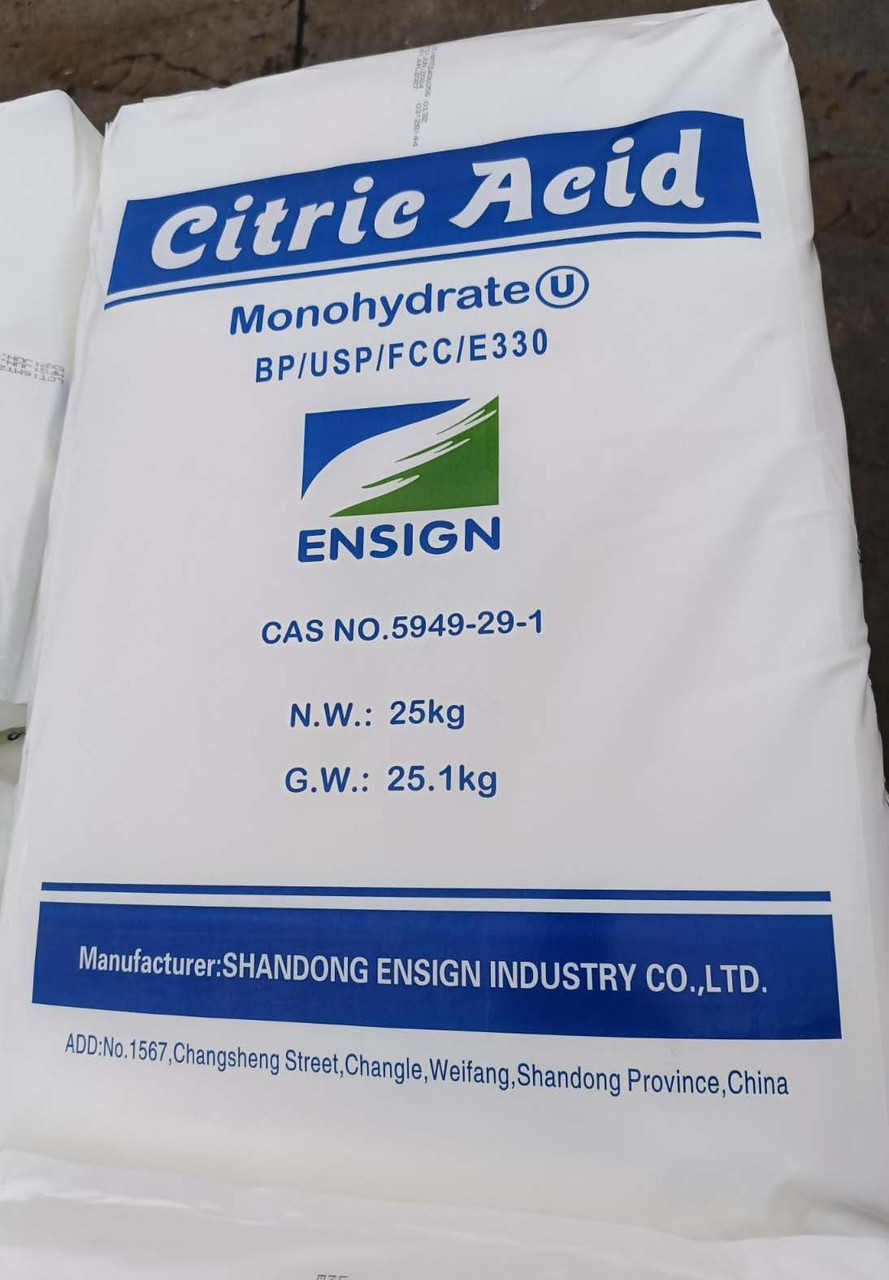 Citric Acid
Monohydrate U
BP/USP/FCC/E330
ENSIGN
CAS NO.5949-29-1
N.W.: 25kg
G.W.: 25.1kg
Manufacturer:SHANDONG ENSIGN INDUSTRY CO.,LTD.
ADD:No.1567,Changsheng Street,Changle,Weifang,Shandong Province,China